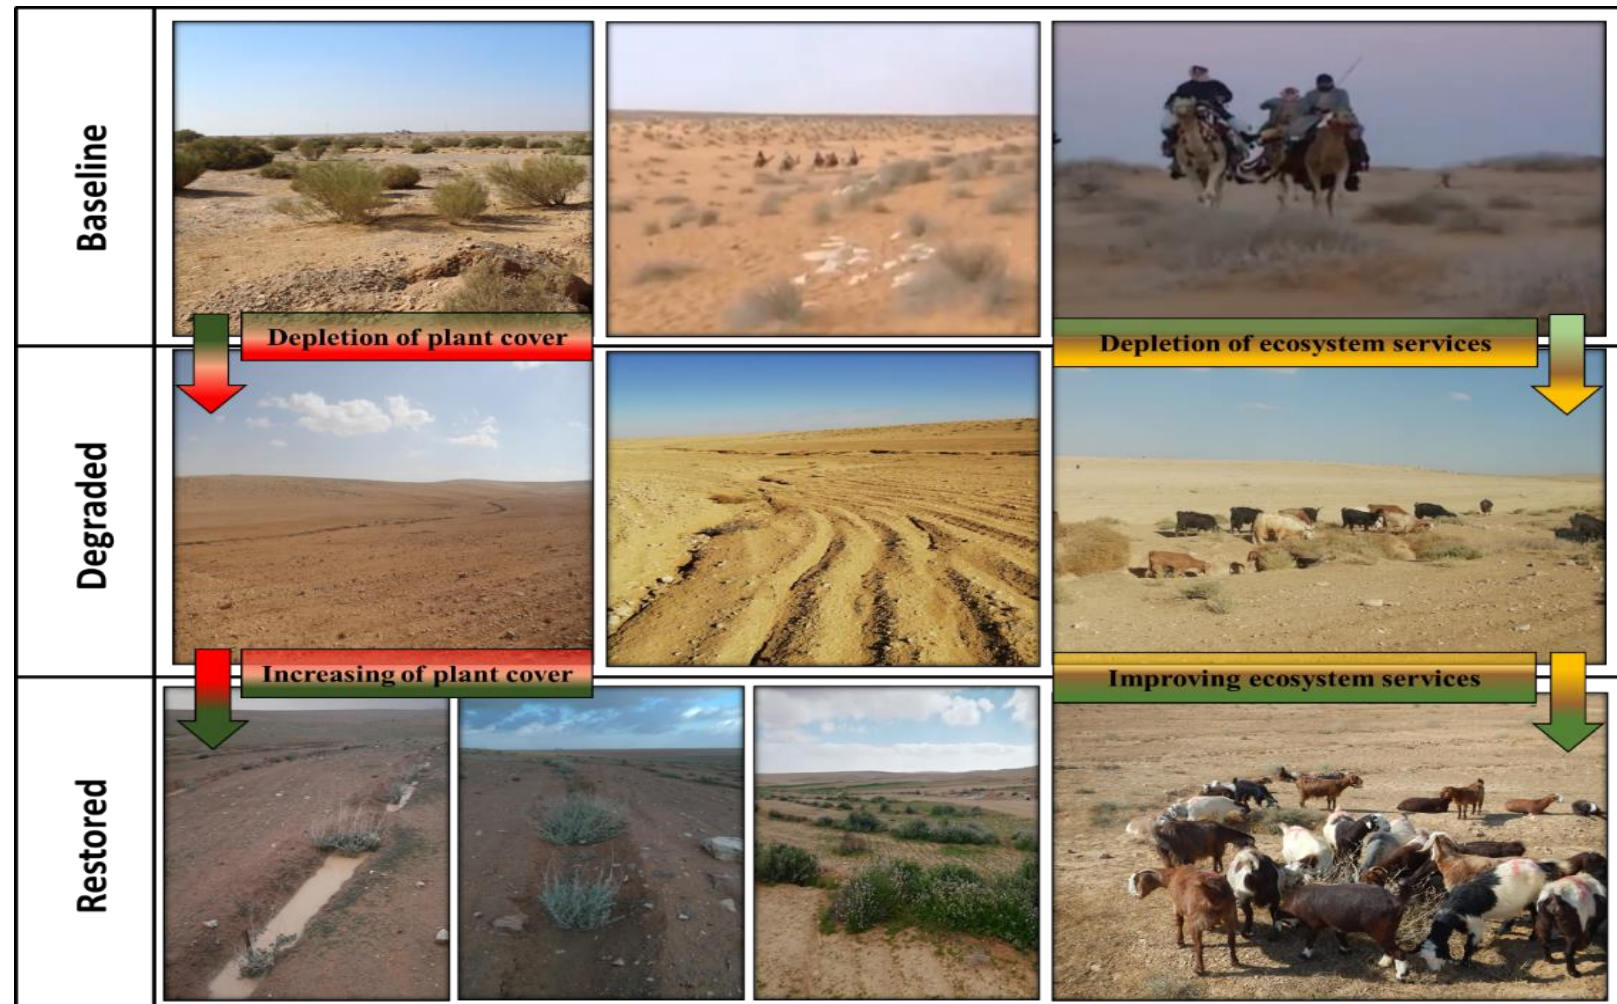 Baseline
Depletion of plant cover
Depletion of ecosystem services
Degraded
Increasing of plant cover
Improving ecosystem services
Restored